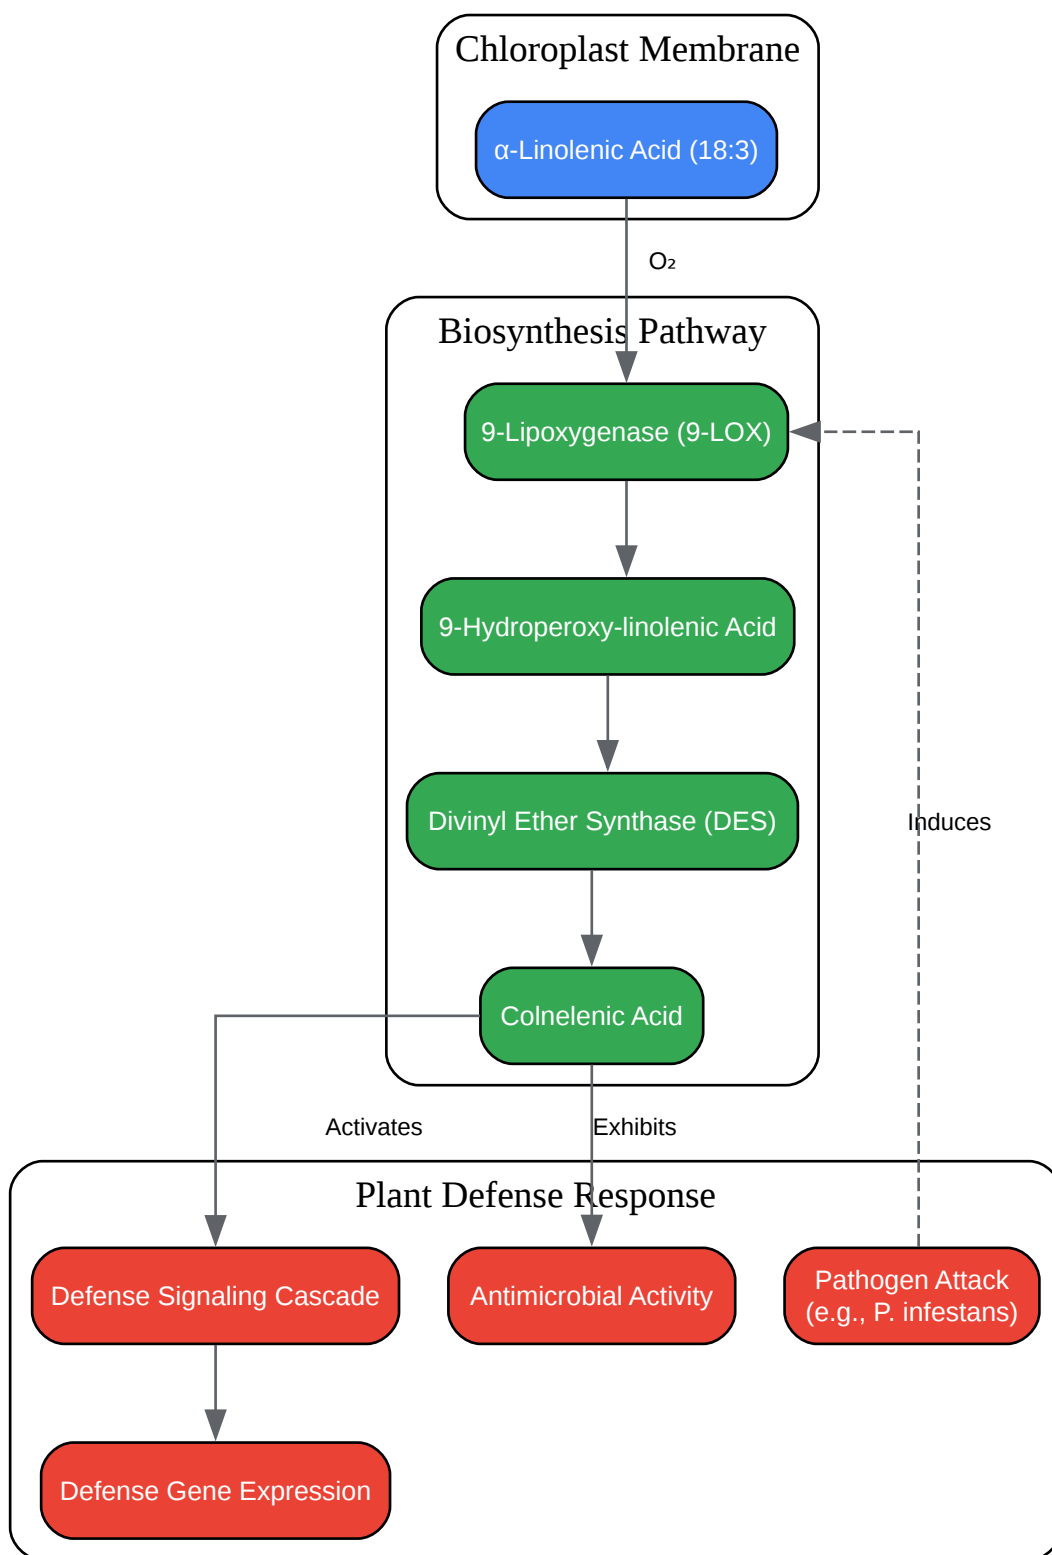 Chloroplast Membrane
α-Linolenic Acid (18:3)
O₂
Biosynthesis Pathway
9-Lipoxygenase (9-LOX)
9-Hydroperoxy-linolenic Acid
Divinyl Ether Synthase (DES)
Induces
Colnelenic Acid
Activates
Exhibits
Plant Defense Response
Defense Signaling Cascade
Antimicrobial Activity
Pathogen Attack
(e.g., P. infestans)
Defense Gene Expression